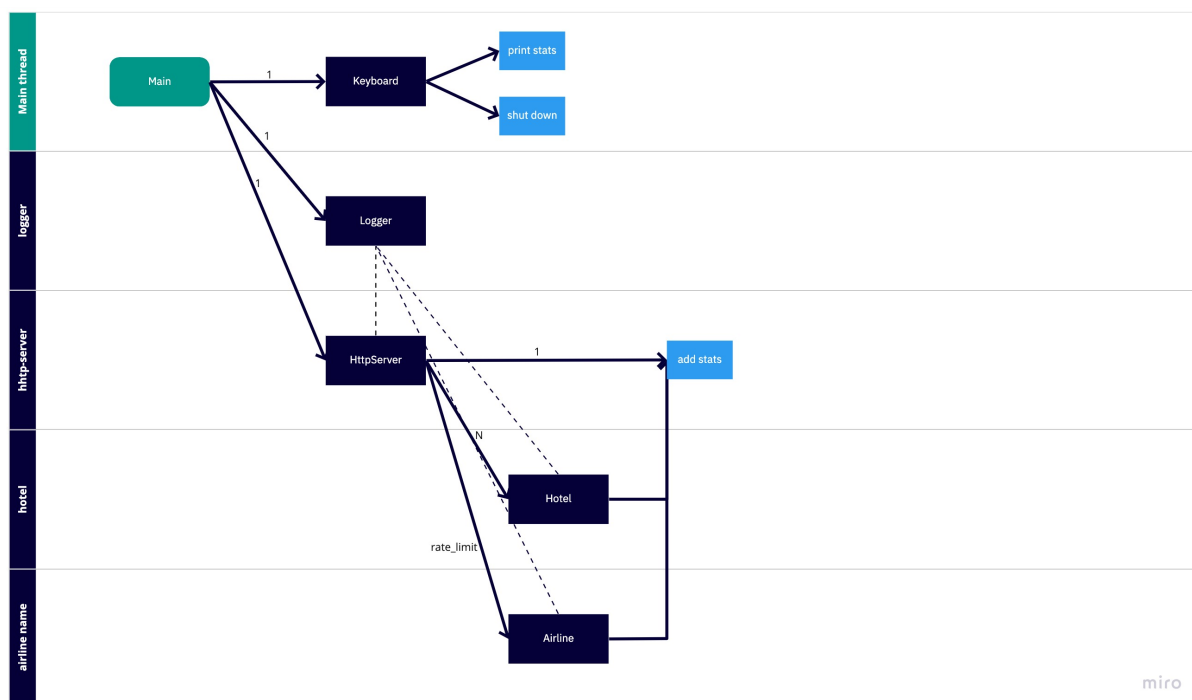 Main thread
Main
1
Keyboard
print stats
shut down
1
1
logger
Logger
hhtp-server
HttpServer
1
add stats
N
hotel
Hotel
rate_limit
airline name
Airline
miro